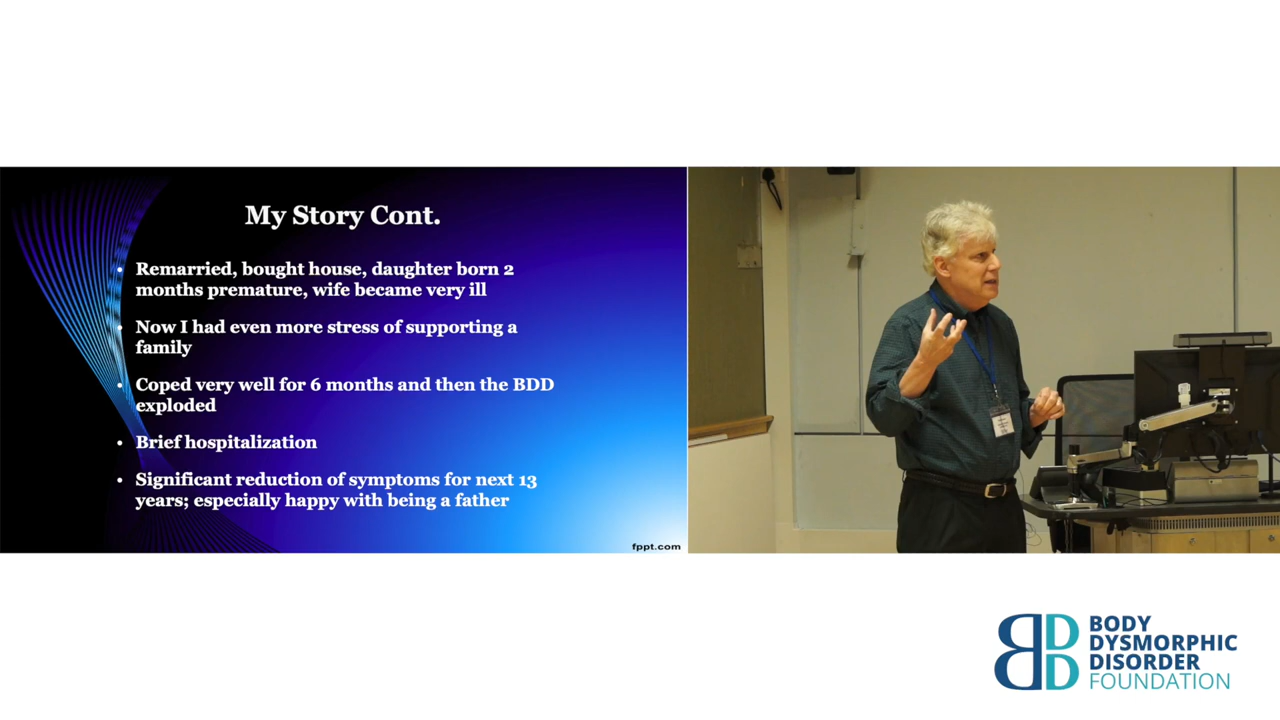 My Story Cont.
• Remarried, bought house, daughter born 2
months premature, wife became very ill
• Now I had even more stress of supporting a
family
• Coped very well for 6 months and then the BDD
exploded
• Brief hospitalization
• Significant reduction of symptoms for next 13
years; especially happy with being a father
fppt.com
BODY
DYSMORPHIC
DISORDER
FOUNDATION